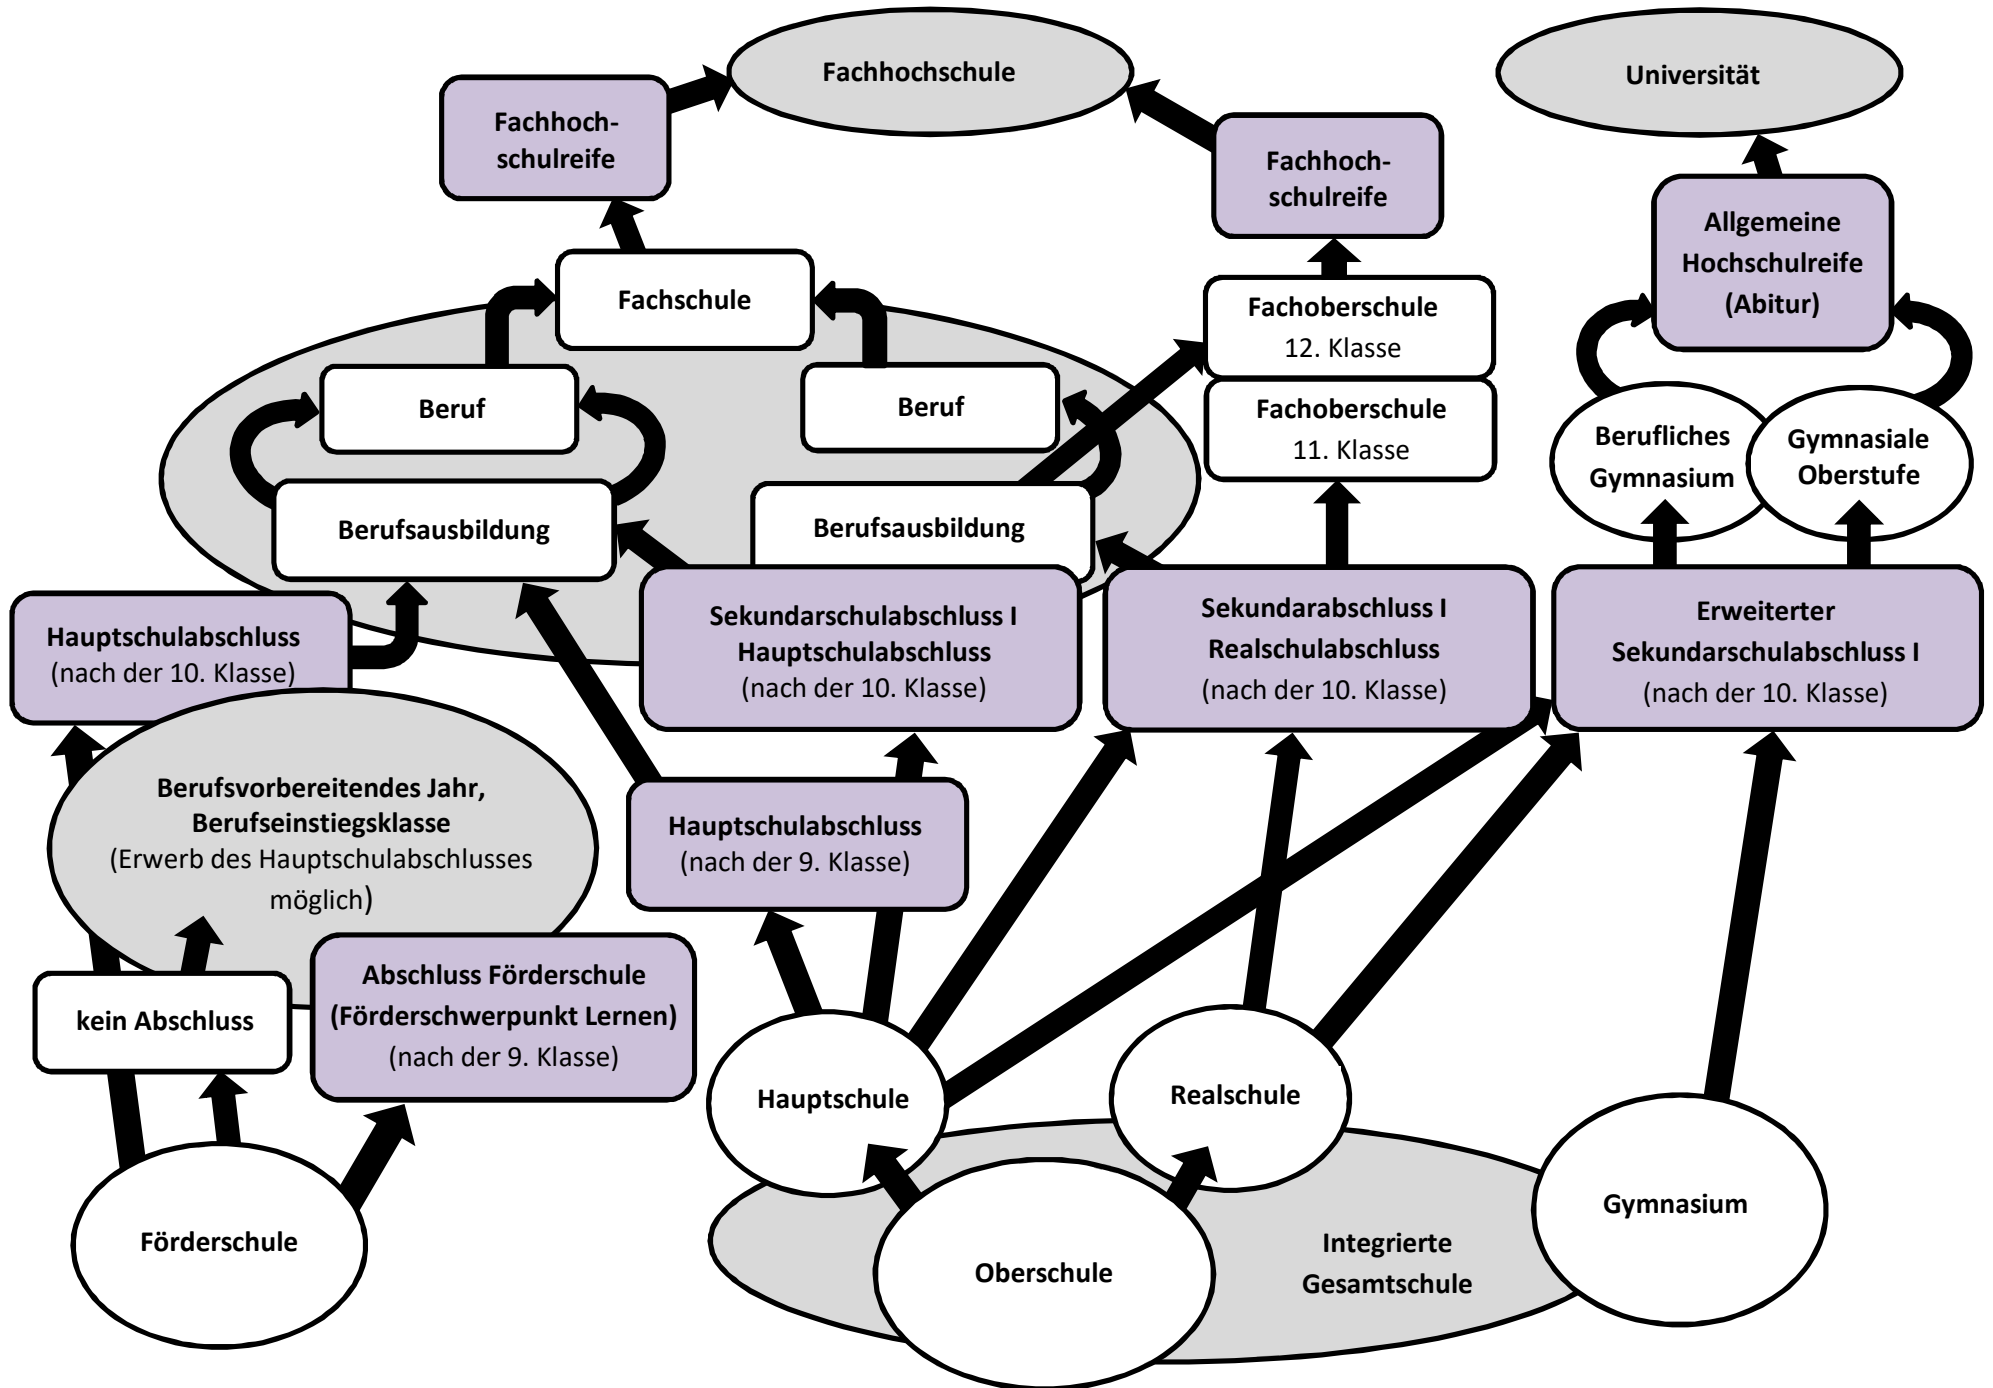 Fachhochschule
Universität
Fachhoch-
schulreife
Fachhoch-
schulreife
Allgemeine
Hochschulreife
(Abitur)
Fachschule
Fachoberschule
12. Klasse
Beruf
Beruf
Fachoberschule
11. Klasse
Berufliches
Gymnasium
Gymnasiale
Oberstufe
Berufsausbildung
Berufsausbildung
Hauptschulabschluss
(nach der 10. Klasse)
Sekundarschulabschluss I
Hauptschulabschluss
(nach der 10. Klasse)
Sekundarabschluss I
Realschulabschluss
(nach der 10. Klasse)
Erweiterter
Sekundarschulabschluss I
(nach der 10. Klasse)
Berufsvorbereitendes Jahr,
Berufseinstiegsklasse
(Erwerb des Hauptschulabschlusses
möglich)
Hauptschulabschluss
(nach der 9. Klasse)
kein Abschluss
Abschluss Förderschule
(Förderschwerpunkt Lernen)
(nach der 9. Klasse)
Hauptschule
Realschule
Förderschule
Oberschule
Integrierte
Gesamtschule
Gymnasium